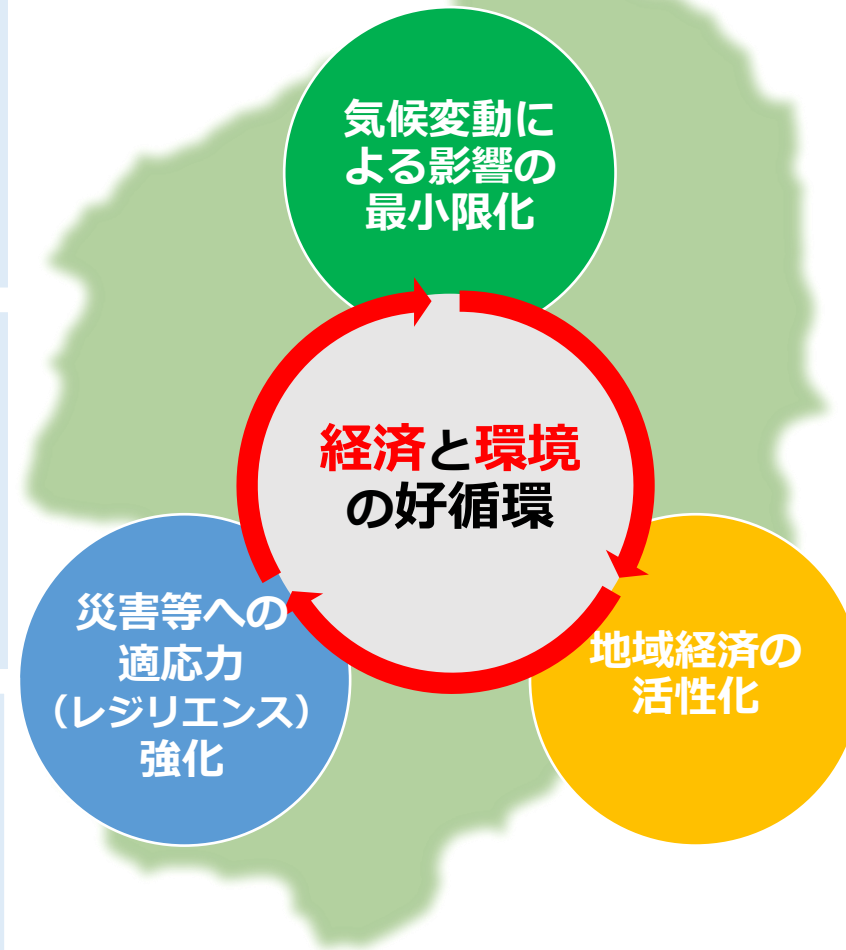 気候変動に
よる影響の
最小限化
経済と環境
の好循環
災害等への
適応力
（レジリエンス）
強化
地域経済の
活性化